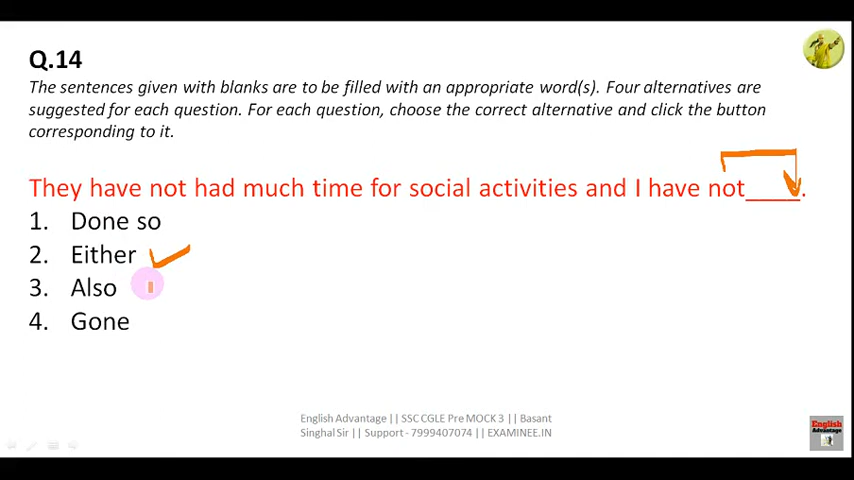 Q.14
The sentences given with blanks are to be filled with an appropriate word(s). Four alternatives are
suggested for each question. For each question, choose the correct alternative and click the button
corresponding to it.
They have not had much time for social activities and I have not____.
1. Done so
2. Either
3. Also
4. Gone
English Advantage || SSC CGLE Pre MOCK 3 || Basant
Singhal Sir || Support - 7999407074 || EXAMINEE.IN
English
Advantage